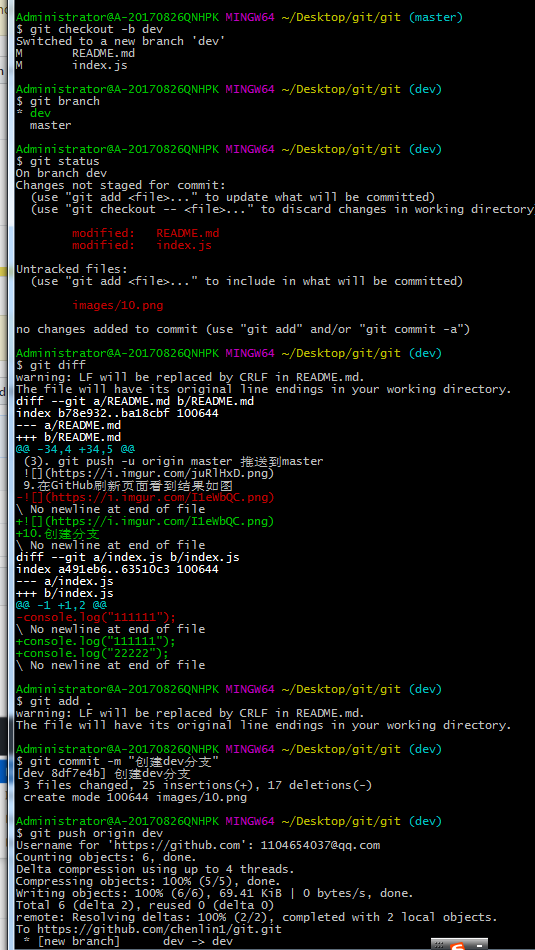 Administrator@A-20170826QNHPK MINGW64 ~/Desktop/git/git (master)
$ git checkout -b dev
Switched to a new branch 'dev'
M       README.md
M       index.js

Administrator@A-20170826QNHPK MINGW64 ~/Desktop/git/git (dev)
$ git branch
* dev
  master

Administrator@A-20170826QNHPK MINGW64 ~/Desktop/git/git (dev)
$ git status
On branch dev
Changes not staged for commit:
  (use "git add <file>..." to update what will be committed)
  (use "git checkout -- <file>..." to discard changes in working directory

        modified:   README.md
        modified:   index.js

Untracked files:
  (use "git add <file>..." to include in what will be committed)

        images/10.png

no changes added to commit (use "git add" and/or "git commit -a")

Administrator@A-20170826QNHPK MINGW64 ~/Desktop/git/git (dev)
$ git diff
warning: LF will be replaced by CRLF in README.md.
The file will have its original line endings in your working directory.
diff --git a/README.md b/README.md
index b78e932..ba18cbf 100644
--- a/README.md
+++ b/README.md
@@ -34,4 +34,5 @@
 (3). git push -u origin master 推送到master
 ![](https://i.imgur.com/juRlHxD.png)
 9.在GitHub刷新页面看到结果如图
-![](https://i.imgur.com/I1eWbQC.png)
\ No newline at end of file
+![](https://i.imgur.com/I1eWbQC.png)
+10.创建分支
\ No newline at end of file
diff --git a/index.js b/index.js
index a491eb6..63510c3 100644
--- a/index.js
+++ b/index.js
@@ -1 +1,2 @@
-console.log("111111");
\ No newline at end of file
+console.log("111111");
+console.log("22222");
\ No newline at end of file

Administrator@A-20170826QNHPK MINGW64 ~/Desktop/git/git (dev)
$ git add .
warning: LF will be replaced by CRLF in README.md.
The file will have its original line endings in your working directory.

Administrator@A-20170826QNHPK MINGW64 ~/Desktop/git/git (dev)
$ git commit -m "创建dev分支"
[dev 8df7e4b] 创建dev分支
 3 files changed, 25 insertions(+), 17 deletions(-)
 create mode 100644 images/10.png

Administrator@A-20170826QNHPK MINGW64 ~/Desktop/git/git (dev)
$ git push origin dev
Username for 'https://github.com': 1104654037@qq.com
Counting objects: 6, done.
Delta compression using up to 4 threads.
Compressing objects: 100% (5/5), done.
Writing objects: 100% (6/6), 69.41 KiB | 0 bytes/s, done.
Total 6 (delta 2), reused 0 (delta 0)
remote: Resolving deltas: 100% (2/2), completed with 2 local objects.
To https://github.com/chenlin1/git.git
 * [new branch]      dev -> dev